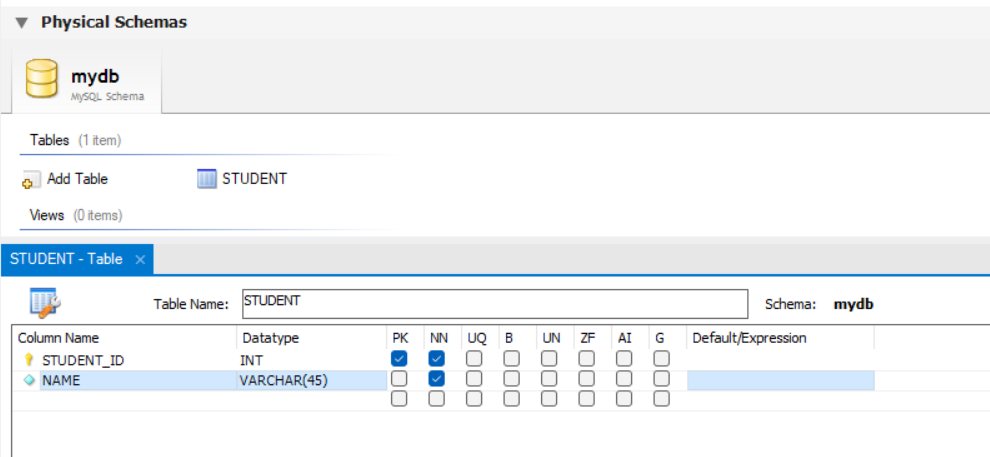 Physical Schemas
mydb
MySQL Schema
Tables (1 item)
Add Table STUDENT
Views (0 items)
STUDENT - Table ×
Table Name: STUDENT Schema: mydb
Column Name Datatype PK NN UQ B UN ZF AI G Default/Expression
STUDENT_ID INT
NAME VARCHAR(45)